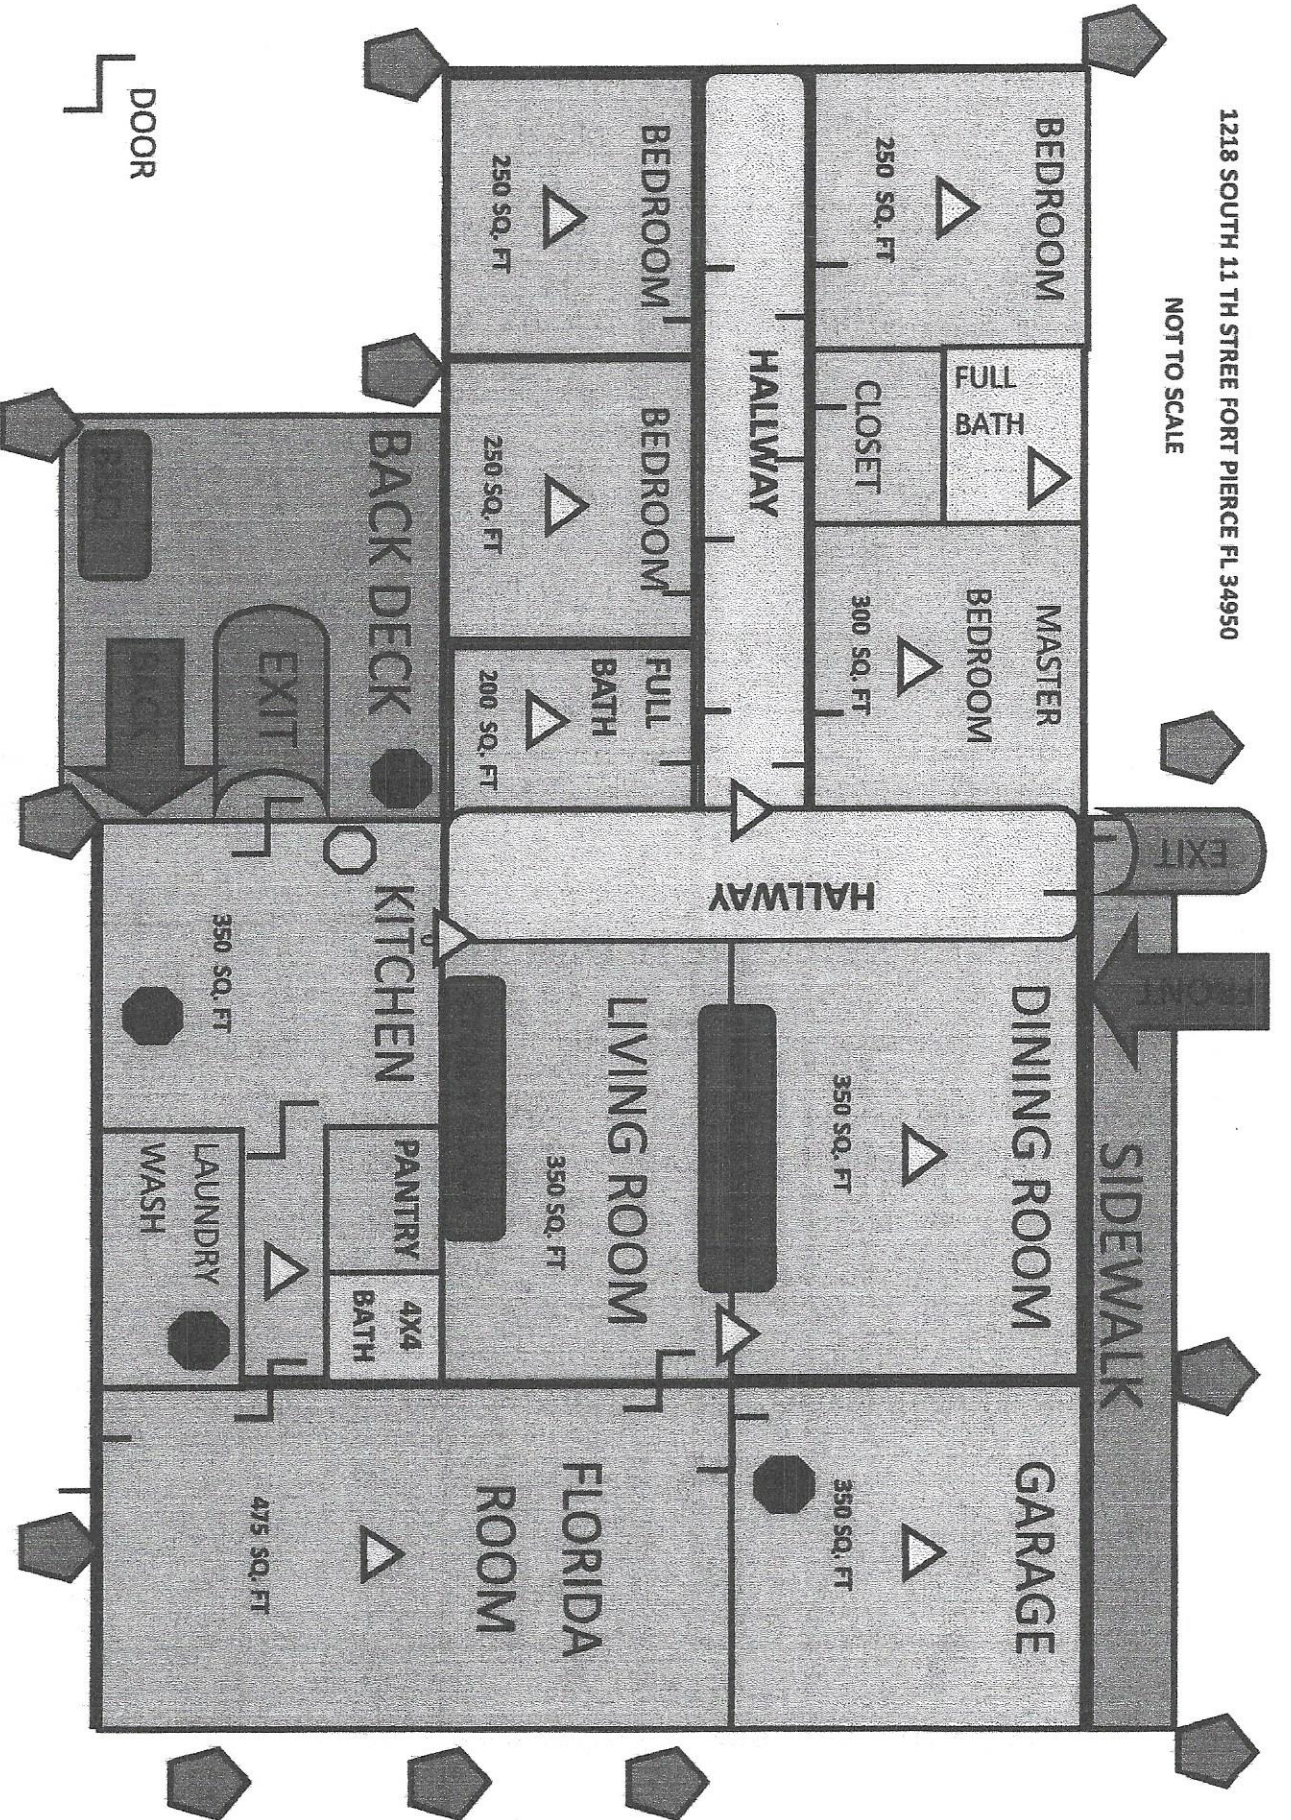 1218 SOUTH 11 TH STREE FORT PIERCE FL 34950
NOT TO SCALE
EXIT
FRONT
SIDEWALK
BEDROOM
250 SQ. FT
FULL
BATH
CLOSET
MASTER
BEDROOM
300 SQ. FT
DINING ROOM
350 SQ. FT
GARAGE
350 SQ. FT
HALLWAY
HALLWAY
BEDROOM
250 SQ. FT
BEDROOM
250 SQ. FT
FULL
BATH
200 SQ. FT
LIVING ROOM
350 SQ. FT
FLORIDA
ROOM
475 SQ. FT
BACK DECK
EXIT
BACK
KITCHEN
350 SQ. FT
PANTRY
4X4
BATH
LAUNDRY
WASH
DOOR